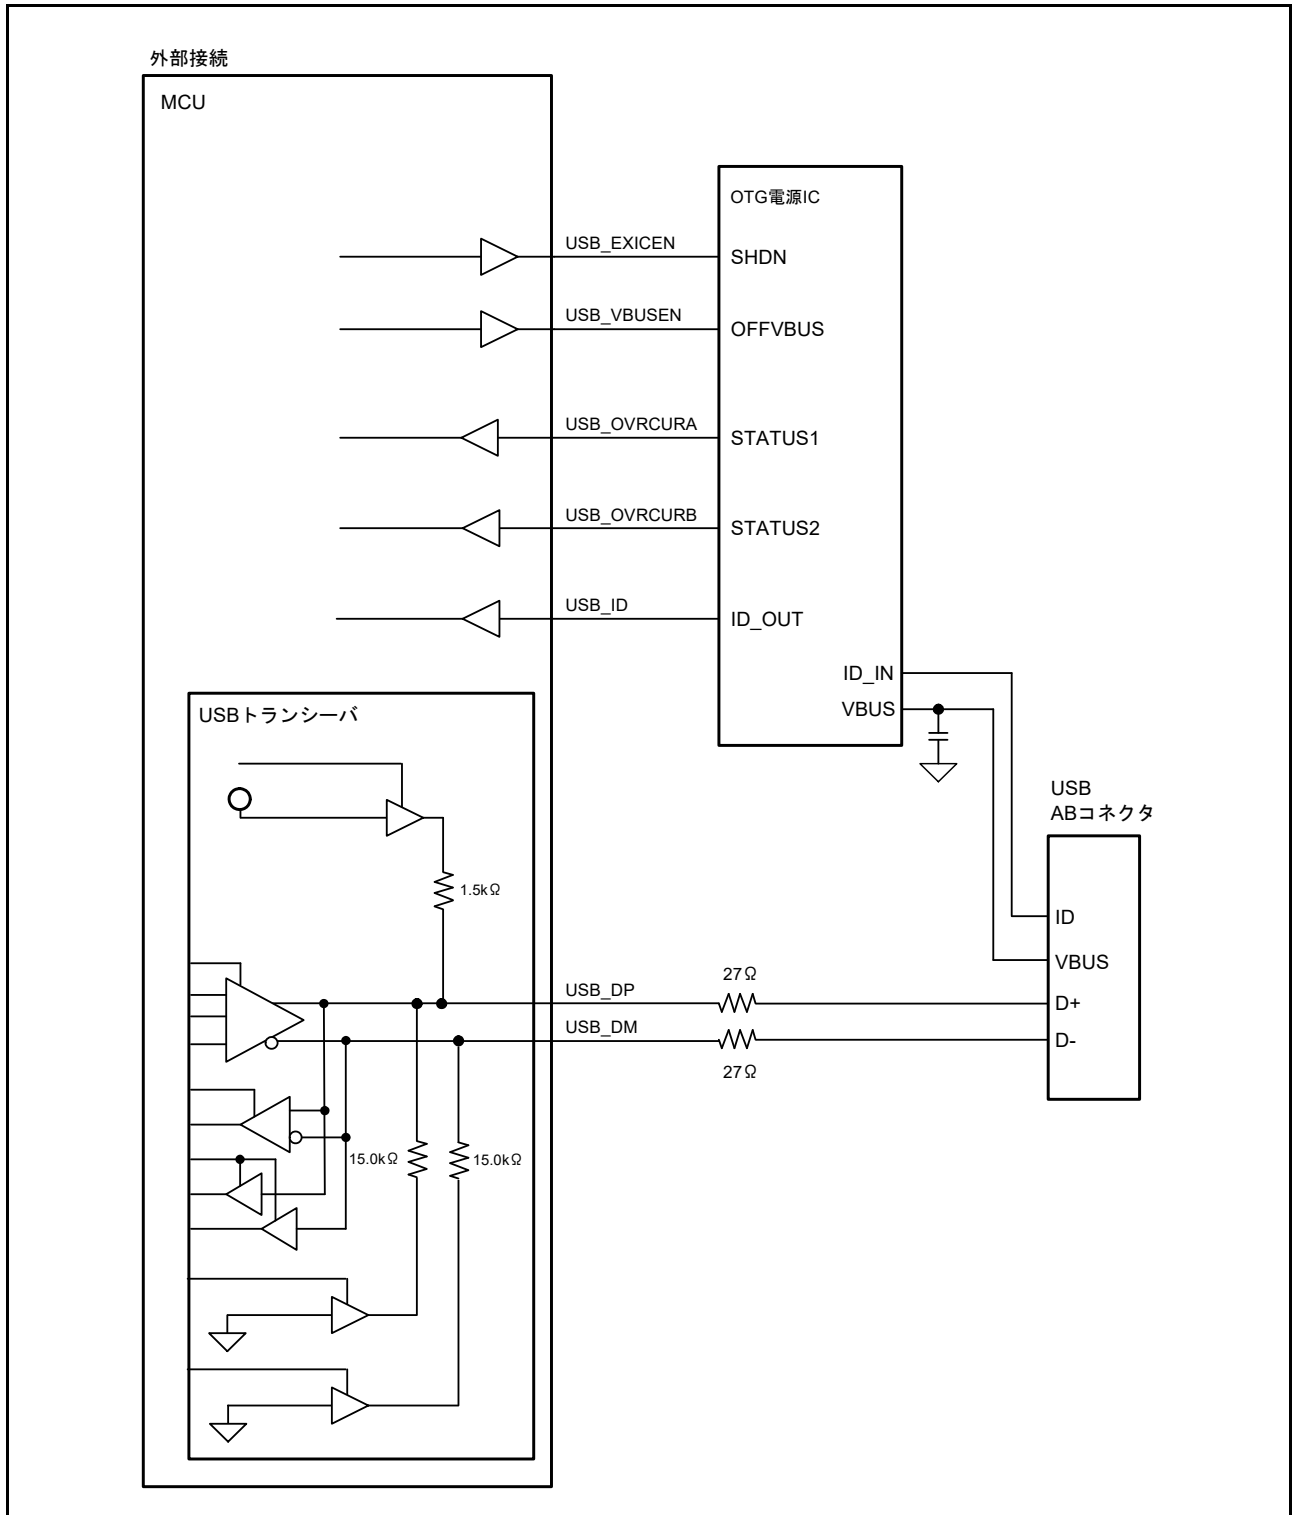 外部接続
MCU
OTG電源IC
USB_EXICEN
SHDN
USB_VBUSEN
OFFVBUS
USB_OVRCURA
STATUS1
USB_OVRCURB
STATUS2
USB_ID
ID_OUT
ID_IN
VBUS
USBトランシーバ
USB
ABコネクタ
1.5kΩ
ID
VBUS
27Ω
USB_DP
D+
USB_DM
D-
27Ω
15.0kΩ
15.0kΩ